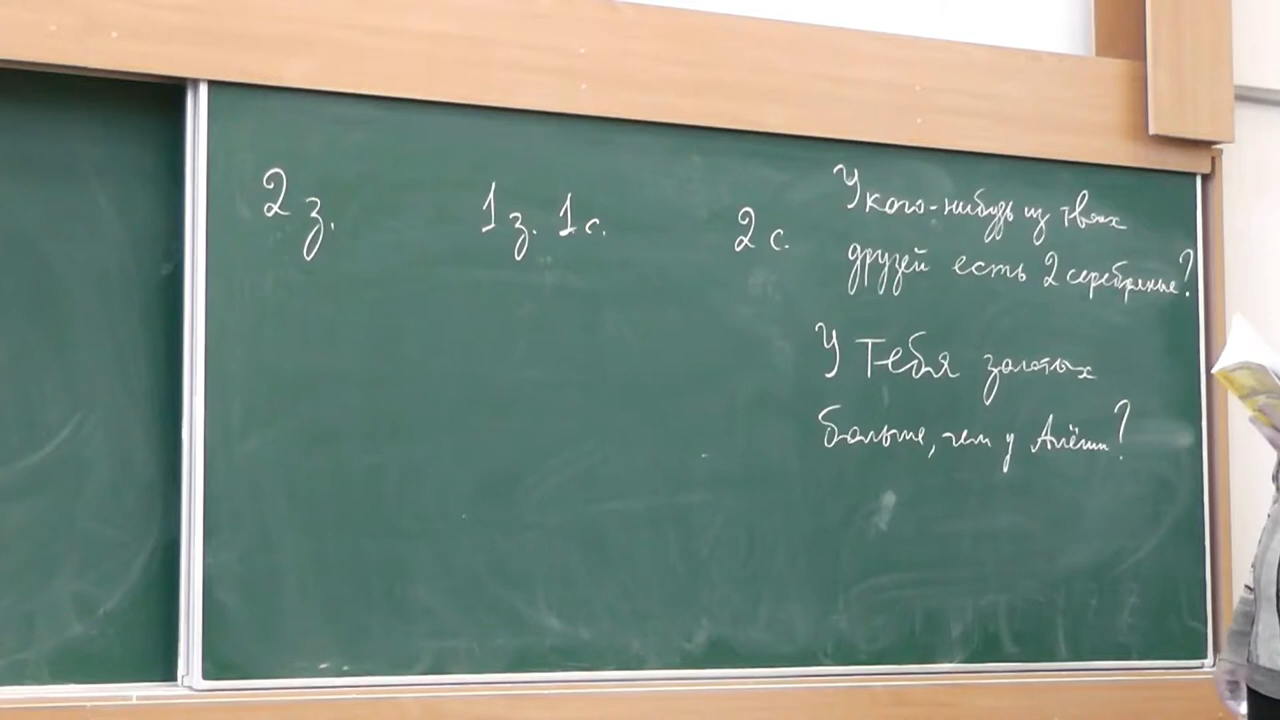 2 з.
1 з. 1 с.
2 с.
У кого-нибудь из твоих
друзей есть 2 серебряные?
У Тебя золотых
больше, чем у Алёши?